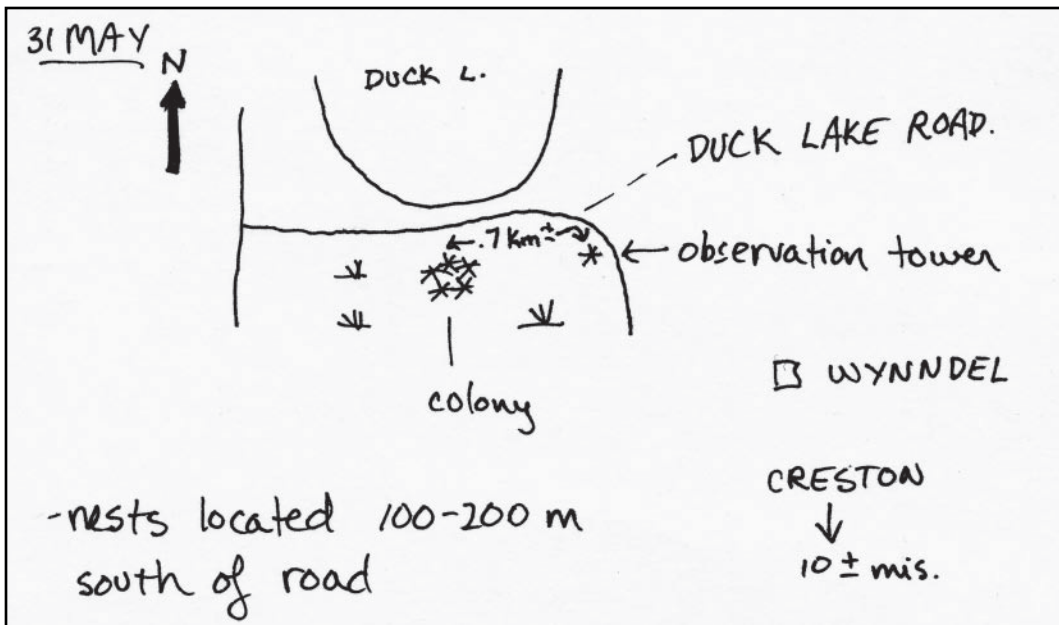 31 MAY
N
DUCK L.
DUCK LAKE ROAD.
.7 km±
observation tower
WYNNDEL
colony
CRESTON
10 ± mis.
-nests located 100-200 m
south of road